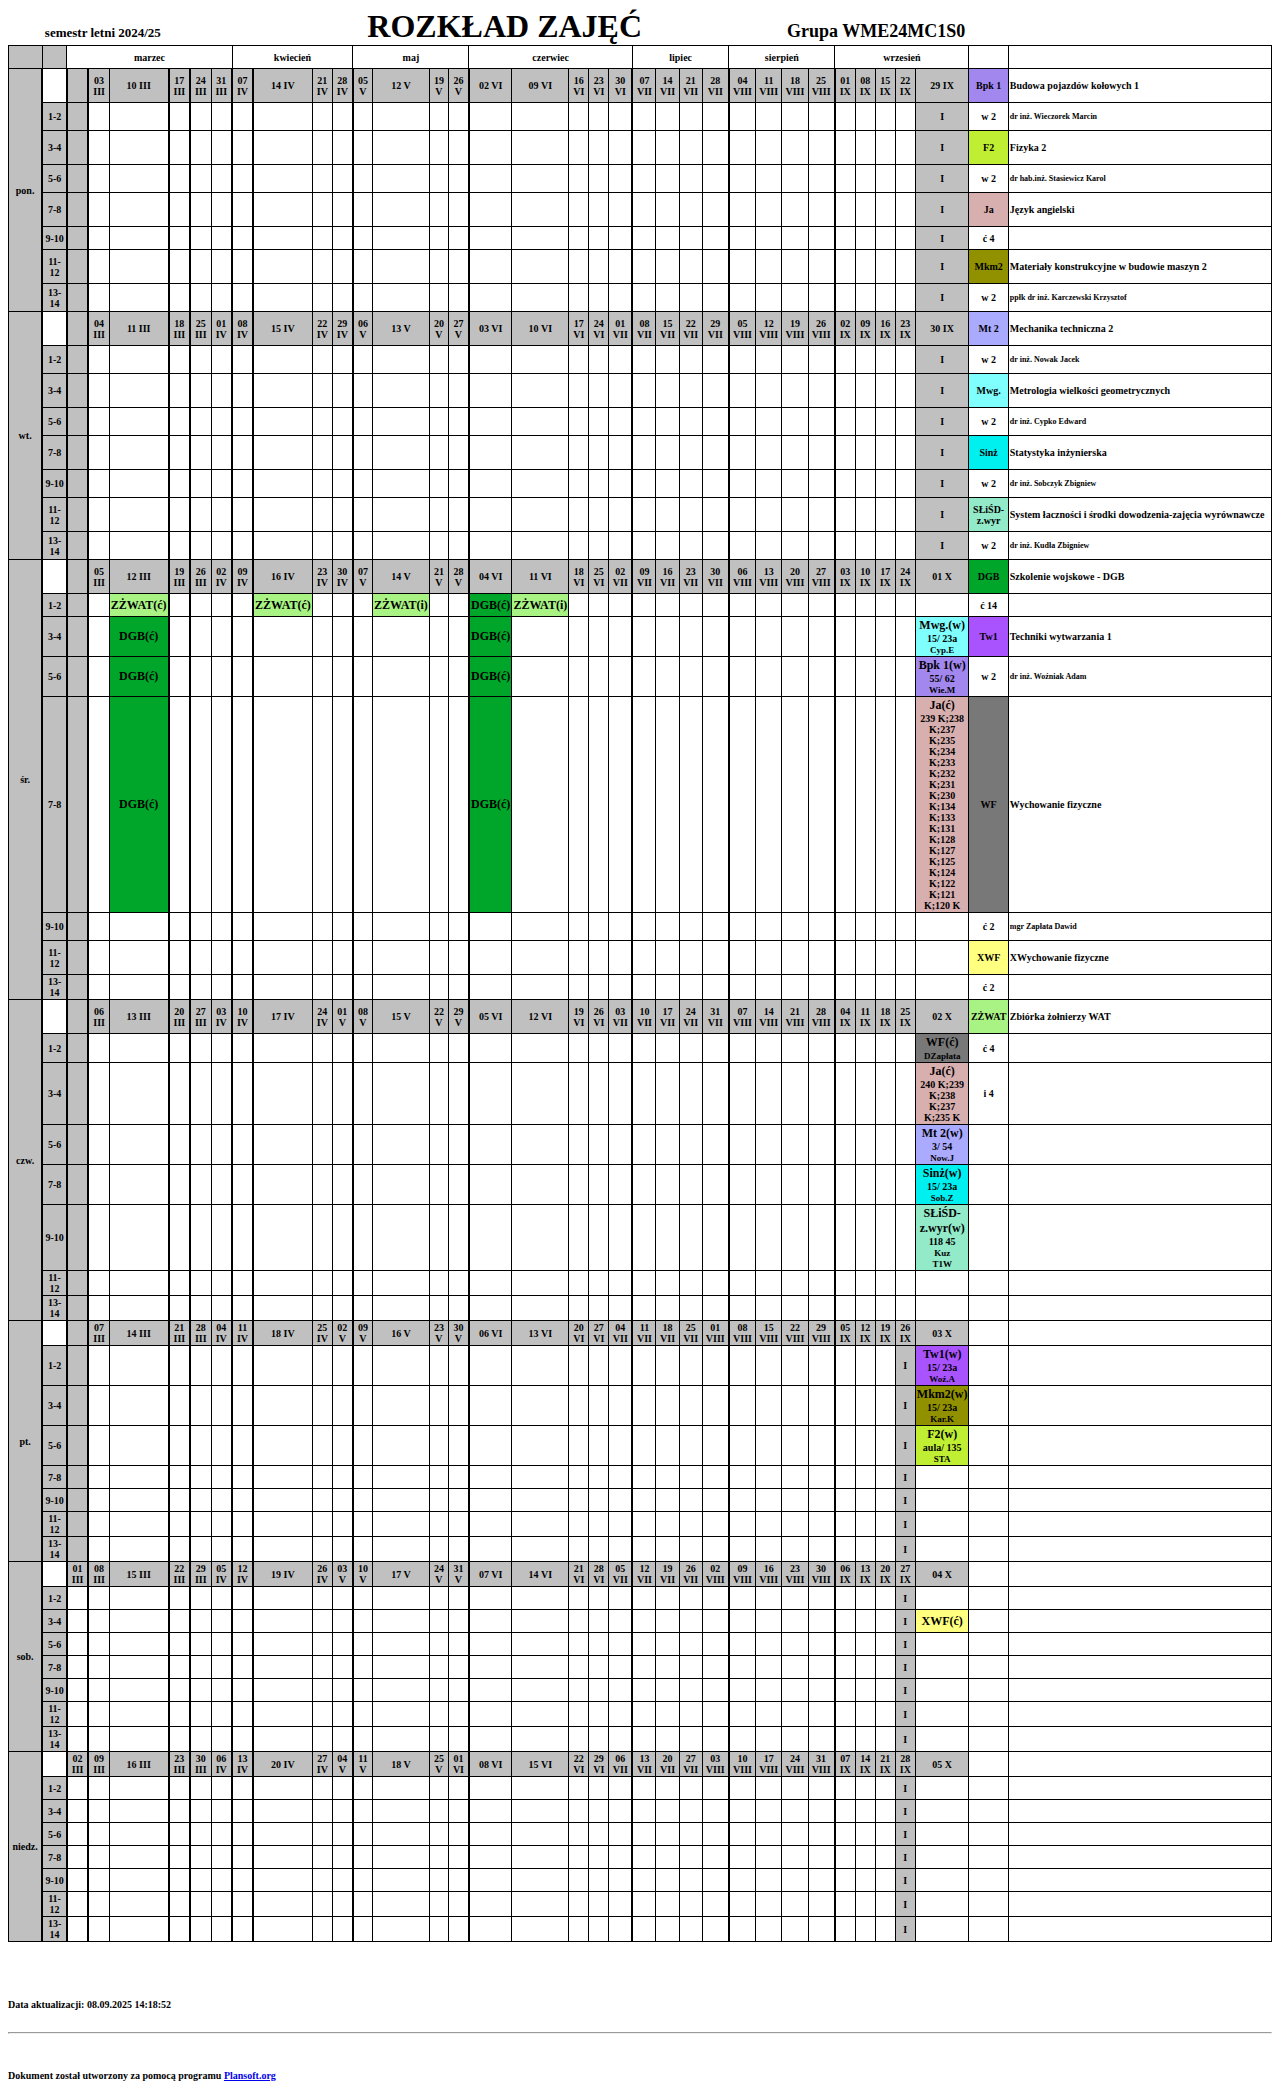 semestr letni 2024/25 ROZKŁAD ZAJĘĆ Grupa WME24MC1S0
marzec kwiecień maj czerwiec lipiec sierpień wrzesień
pon. 03 III 10 III 17 III 24 III 31 III 07 IV 14 IV 21 IV 28 IV 05 V 12 V 19 V 26 V 02 VI 09 VI 16 VI 23 VI 30 VI 07 VII 14 VII 21 VII 28 VII 04 VIII 11 VIII 18 VIII 25 VIII 01 IX 08 IX 15 IX 22 IX 29 IX Bpk 1 Budowa pojazdów kołowych 1
1-2 I w 2 dr inż. Wieczorek Marcin
3-4 I F2 Fizyka 2
5-6 I w 2 dr hab.inż. Stasiewicz Karol
7-8 I Ja Język angielski
9-10 I ć 4
11-12 I Mkm2 Materiały konstrukcyjne w budowie maszyn 2
13-14 I w 2 ppłk dr inż. Karczewski Krzysztof
wt. 04 III 11 III 18 III 25 III 01 IV 08 IV 15 IV 22 IV 29 IV 06 V 13 V 20 V 27 V 03 VI 10 VI 17 VI 24 VI 01 VII 08 VII 15 VII 22 VII 29 VII 05 VIII 12 VIII 19 VIII 26 VIII 02 IX 09 IX 16 IX 23 IX 30 IX Mt 2 Mechanika techniczna 2
1-2 I w 2 dr inż. Nowak Jacek
3-4 I Mwg. Metrologia wielkości geometrycznych
5-6 I w 2 dr inż. Cypko Edward
7-8 I Sinż Statystyka inżynierska
9-10 I w 2 dr inż. Sobczyk Zbigniew
11-12 I SŁiŚD-z.wyr System łaczności i środki dowodzenia-zajęcia wyrównawcze
13-14 I w 2 dr inż. Kudła Zbigniew
śr. 05 III 12 III 19 III 26 III 02 IV 09 IV 16 IV 23 IV 30 IV 07 V 14 V 21 V 28 V 04 VI 11 VI 18 VI 25 VI 02 VII 09 VII 16 VII 23 VII 30 VII 06 VIII 13 VIII 20 VIII 27 VIII 03 IX 10 IX 17 IX 24 IX 01 X DGB Szkolenie wojskowe - DGB
1-2 ZŻWAT(ć) ZŻWAT(ć) ZŻWAT(i) DGB(ć) ZŻWAT(i) ć 14
3-4 DGB(ć) DGB(ć) Mwg.(w) 15/ 23a Cyp.E Tw1 Techniki wytwarzania 1
5-6 DGB(ć) DGB(ć) Bpk 1(w) 55/ 62 Wie.M w 2 dr inż. Woźniak Adam
7-8 DGB(ć) DGB(ć) Ja(ć) 239 K;238 K;237 K;235 K;234 K;233 K;232 K;231 K;230 K;134 K;133 K;131 K;128 K;127 K;125 K;124 K;122 K;121 K;120 K WF Wychowanie fizyczne
9-10 ć 2 mgr Zapłata Dawid
11-12 XWF XWychowanie fizyczne
13-14 ć 2
czw. 06 III 13 III 20 III 27 III 03 IV 10 IV 17 IV 24 IV 01 V 08 V 15 V 22 V 29 V 05 VI 12 VI 19 VI 26 VI 03 VII 10 VII 17 VII 24 VII 31 VII 07 VIII 14 VIII 21 VIII 28 VIII 04 IX 11 IX 18 IX 25 IX 02 X ZŻWAT Zbiórka żołnierzy WAT
1-2 WF(ć) DZapłata ć 4
3-4 Ja(ć) 240 K;239 K;238 K;237 K;235 K i 4
5-6 Mt 2(w) 3/ 54 Now.J
7-8 Sinż(w) 15/ 23a Sob.Z
9-10 SŁiŚD-z.wyr(w) 118 45 Kuz T1W
11-12
13-14
pt. 07 III 14 III 21 III 28 III 04 IV 11 IV 18 IV 25 IV 02 V 09 V 16 V 23 V 30 V 06 VI 13 VI 20 VI 27 VI 04 VII 11 VII 18 VII 25 VII 01 VIII 08 VIII 15 VIII 22 VIII 29 VIII 05 IX 12 IX 19 IX 26 IX 03 X
1-2 I Tw1(w) 15/ 23a Woź.A
3-4 I Mkm2(w) 15/ 23a Kar.K
5-6 I F2(w) aula/ 135 STA
7-8 I
9-10 I
11-12 I
13-14 I
sob. 01 III 08 III 15 III 22 III 29 III 05 IV 12 IV 19 IV 26 IV 03 V 10 V 17 V 24 V 31 V 07 VI 14 VI 21 VI 28 VI 05 VII 12 VII 19 VII 26 VII 02 VIII 09 VIII 16 VIII 23 VIII 30 VIII 06 IX 13 IX 20 IX 27 IX 04 X
1-2 I
3-4 I XWF(ć)
5-6 I
7-8 I
9-10 I
11-12 I
13-14 I
niedz. 02 III 09 III 16 III 23 III 30 III 06 IV 13 IV 20 IV 27 IV 04 V 11 V 18 V 25 V 01 VI 08 VI 15 VI 22 VI 29 VI 06 VII 13 VII 20 VII 27 VII 03 VIII 10 VIII 17 VIII 24 VIII 31 VIII 07 IX 14 IX 21 IX 28 IX 05 X
1-2 I
3-4 I
5-6 I
7-8 I
9-10 I
11-12 I
13-14 I
Data aktualizacji: 08.09.2025 14:18:52
Dokument został utworzony za pomocą programu Plansoft.org